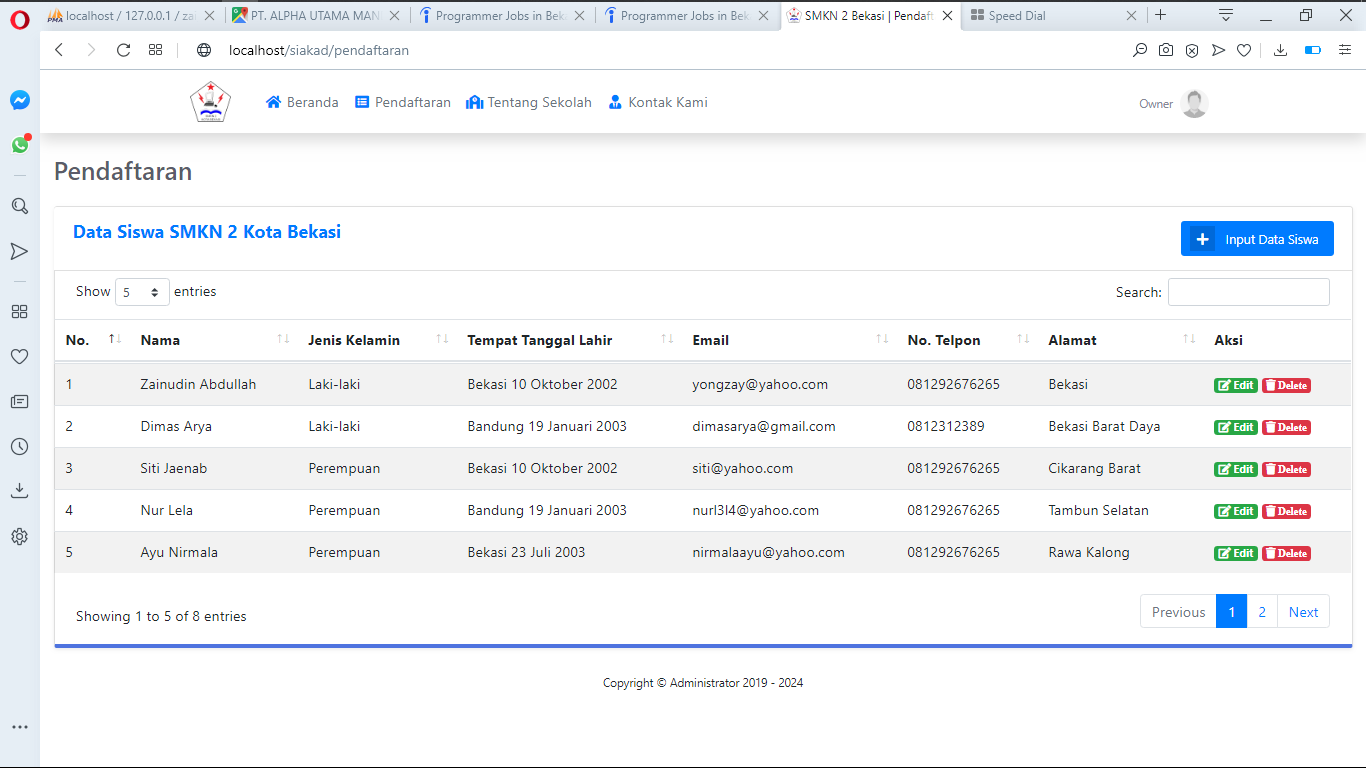 localhost / 127.0.0.1 / za
PT. ALPHA UTAMA MAN
Programmer Jobs in Bek
Programmer Jobs in Bek
SMKN 2 Bekasi | Pendaft
Speed Dial
localhost/siakad/pendaftaran
Beranda Pendaftaran Tentang Sekolah Kontak Kami Owner
Pendaftaran
Data Siswa SMKN 2 Kota Bekasi
Input Data Siswa
Show 5 entries
Search:
No. Nama Jenis Kelamin Tempat Tanggal Lahir Email No. Telpon Alamat Aksi
1 Zainudin Abdullah Laki-laki Bekasi 10 Oktober 2002 yongzay@yahoo.com 081292676265 Bekasi Edit Delete
2 Dimas Arya Laki-laki Bandung 19 Januari 2003 dimasarya@gmail.com 0812312389 Bekasi Barat Daya Edit Delete
3 Siti Jaenab Perempuan Bekasi 10 Oktober 2002 siti@yahoo.com 081292676265 Cikarang Barat Edit Delete
4 Nur Lela Perempuan Bandung 19 Januari 2003 nurl3l4@yahoo.com 081292676265 Tambun Selatan Edit Delete
5 Ayu Nirmala Perempuan Bekasi 23 Juli 2003 nirmalaayu@yahoo.com 081292676265 Rawa Kalong Edit Delete
Showing 1 to 5 of 8 entries
Previous 1 2 Next
Copyright © Administrator 2019 - 2024